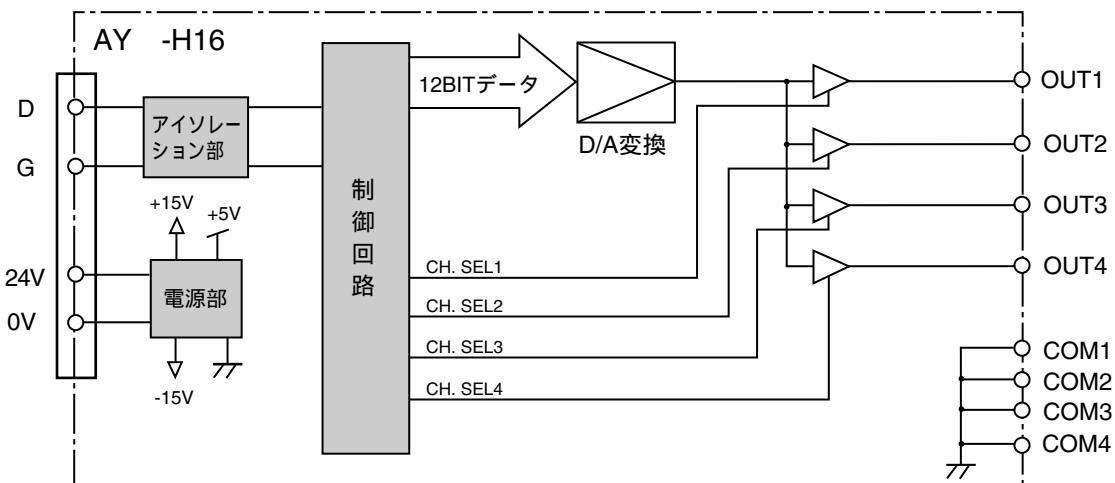 AY -H16
D
G
24V
0V
アイソレー
ション部
+15V
+5V
電源部
-15V
制御回路
12BITデータ
D/A変換
CH. SEL1
CH. SEL2
CH. SEL3
CH. SEL4
OUT1
OUT2
OUT3
OUT4
COM1
COM2
COM3
COM4